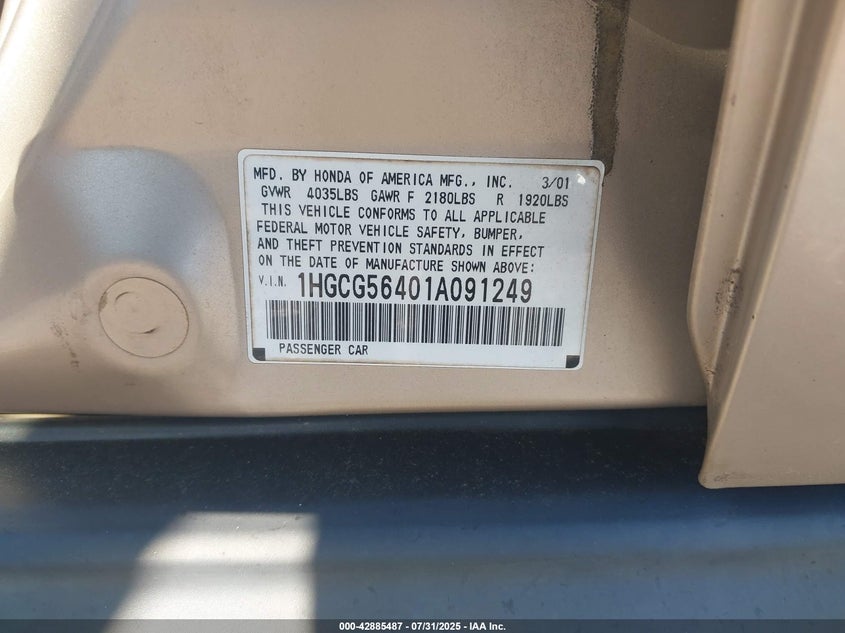 MFD. BY HONDA OF AMERICA MFG., INC. 3/01
GVWR 4035LBS GAWR F 2180LBS R 1920LBS
THIS VEHICLE CONFORMS TO ALL APPLICABLE
FEDERAL MOTOR VEHICLE SAFETY, BUMPER,
AND THEFT PREVENTION STANDARDS IN EFFECT
ON THE DATE OF MANUFACTURE SHOWN ABOVE:
V.I.N. 1HGCG56401A091249
PASSENGER CAR
000-42885487 - 07/31/2025 - IAA Inc.